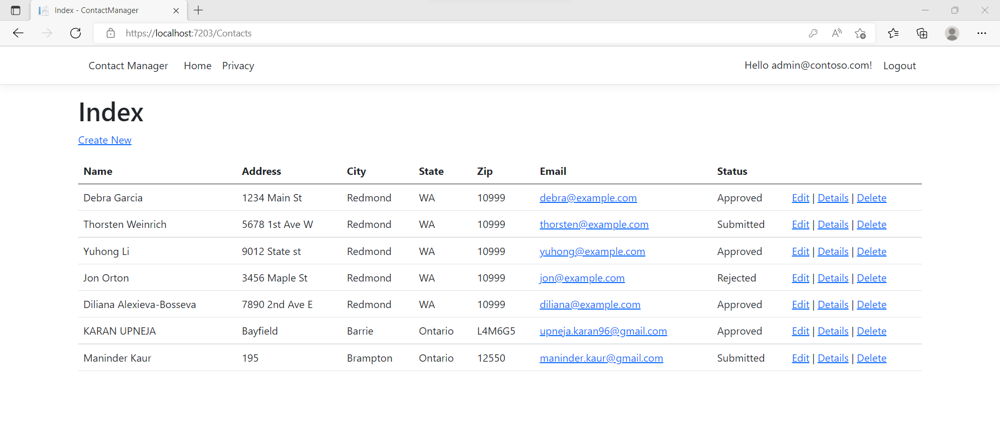 Index - ContactManager
https://localhost:7203/Contacts
Contact Manager Home Privacy Hello admin@contoso.com! Logout
Index
Create New
Name Address City State Zip Email Status
Debra Garcia 1234 Main St Redmond WA 10999 debra@example.com Approved Edit | Details | Delete
Thorsten Weinrich 5678 1st Ave W Redmond WA 10999 thorsten@example.com Submitted Edit | Details | Delete
Yuhong Li 9012 State st Redmond WA 10999 yuhong@example.com Approved Edit | Details | Delete
Jon Orton 3456 Maple St Redmond WA 10999 jon@example.com Rejected Edit | Details | Delete
Diliana Alexieva-Bosseva 7890 2nd Ave E Redmond WA 10999 diliana@example.com Approved Edit | Details | Delete
KARAN UPNEJA Bayfield Barrie Ontario L4M6G5 upneja.karan96@gmail.com Approved Edit | Details | Delete
Maninder Kaur 195 Brampton Ontario 12550 maninder.kaur@gmail.com Submitted Edit | Details | Delete